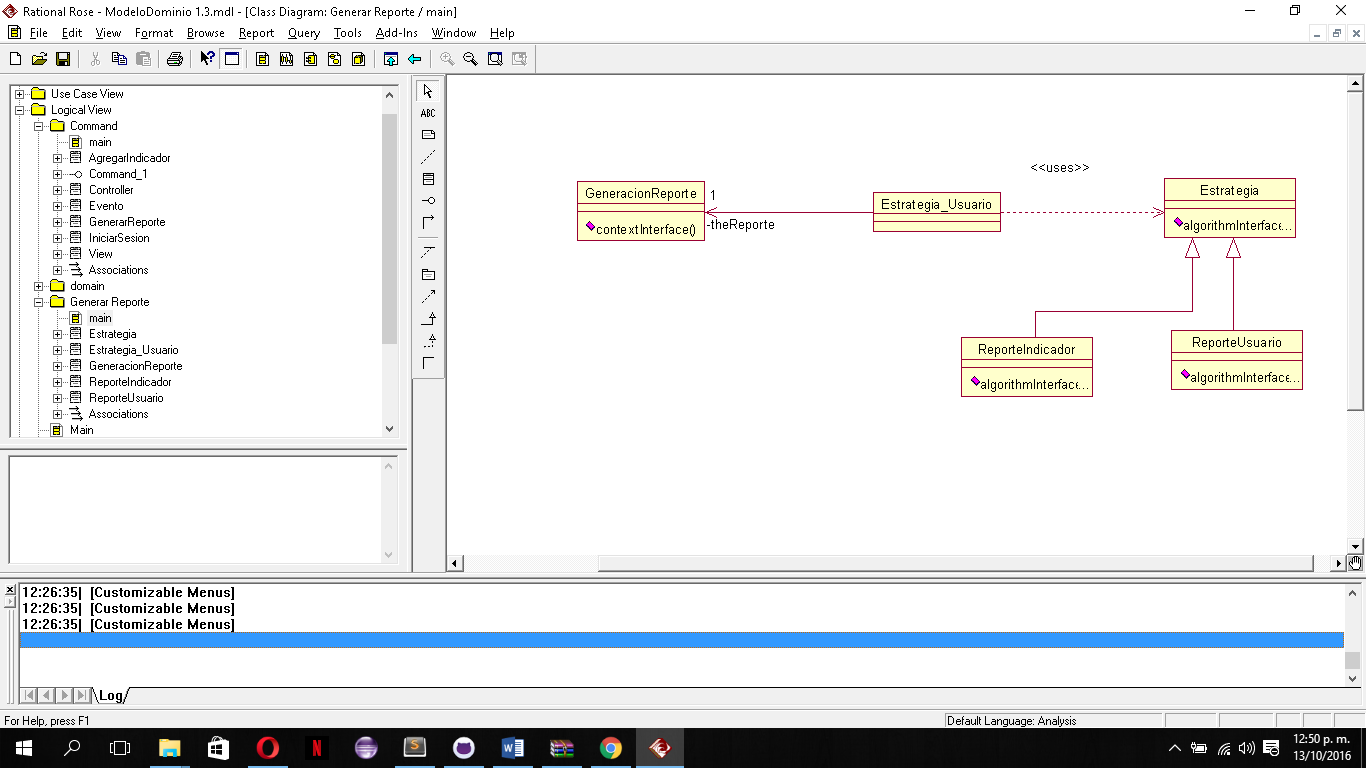 Rational Rose - ModeloDominio 1.3.mdl - [Class Diagram: Generar Reporte / main]
File Edit View Format Browse Report Query Tools Add-Ins Window Help
Use Case View
Logical View
Command
main
AgregarIndicador
Command_1
Controller
Evento
GenerarReporte
IniciarSesion
View
Associations
domain
Generar Reporte
main
Estrategia
Estrategia_Usuario
GeneracionReporte
ReporteIndicador
ReporteUsuario
Associations
Main
ABC
GeneracionReporte
contextInterface()
1
-theReporte
Estrategia_Usuario
<<uses>>
Estrategia
algorithmInterface...
ReporteIndicador
algorithmInterface...
ReporteUsuario
algorithmInterface...
12:26:35| [Customizable Menus]
12:26:35| [Customizable Menus]
12:26:35| [Customizable Menus]
Log
For Help, press F1
Default Language: Analysis
12:50 p. m.
13/10/2016